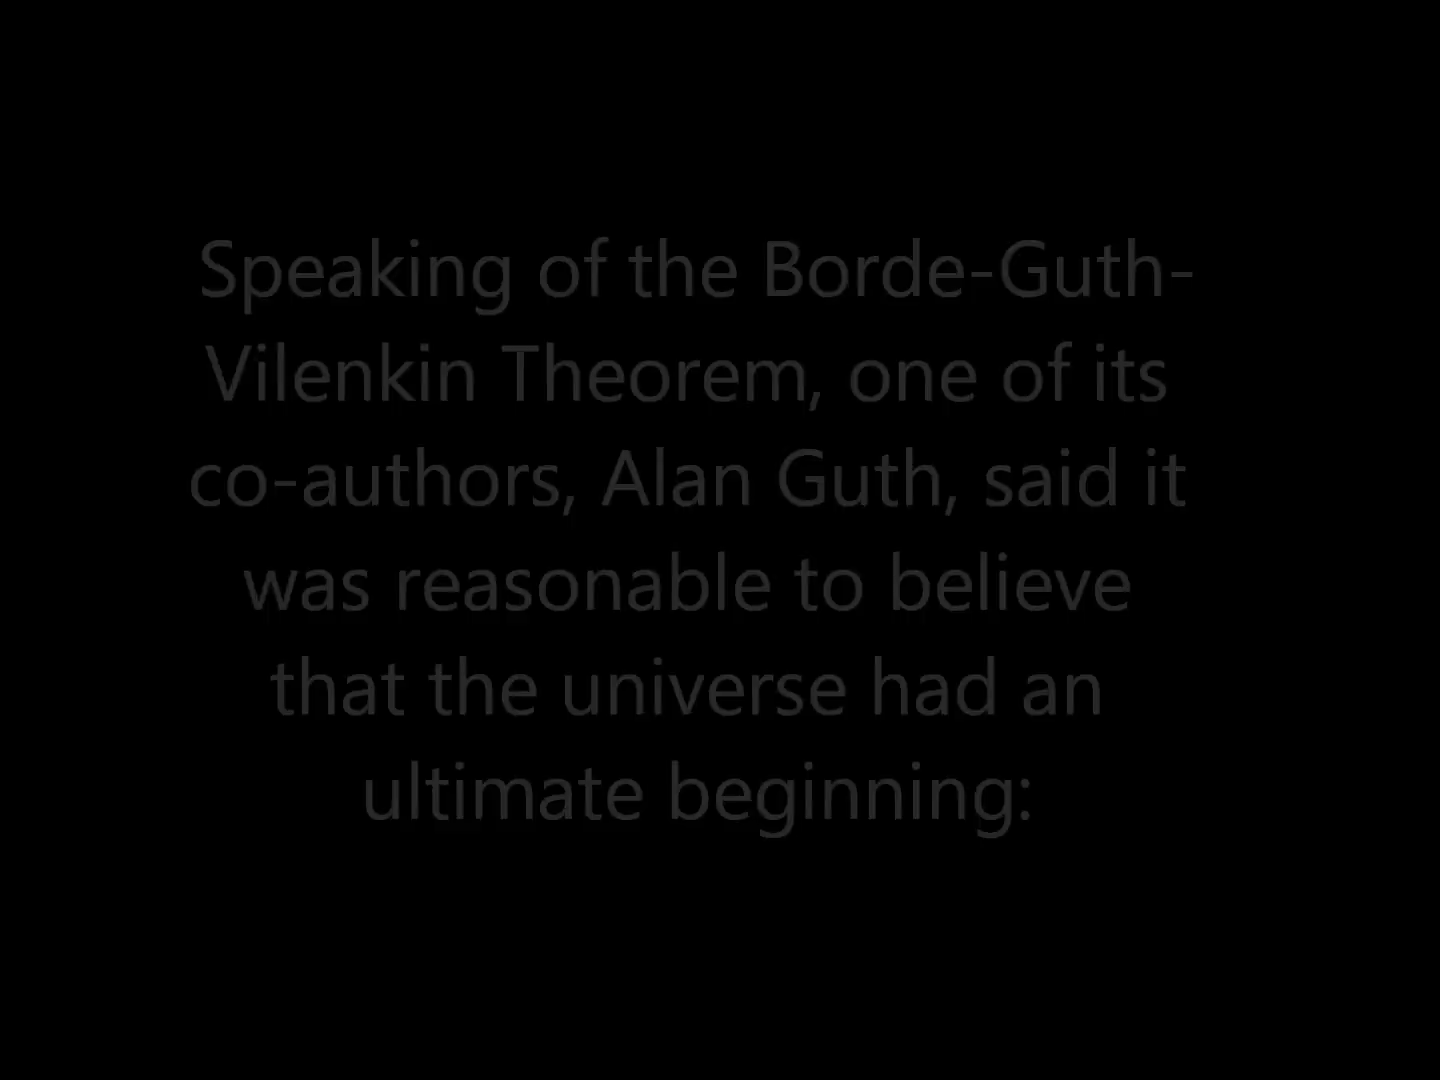 Speaking of the Borde-Guth-
Vilenkin Theorem, one of its
co-authors, Alan Guth, said it
was reasonable to believe
that the universe had an
ultimate beginning: